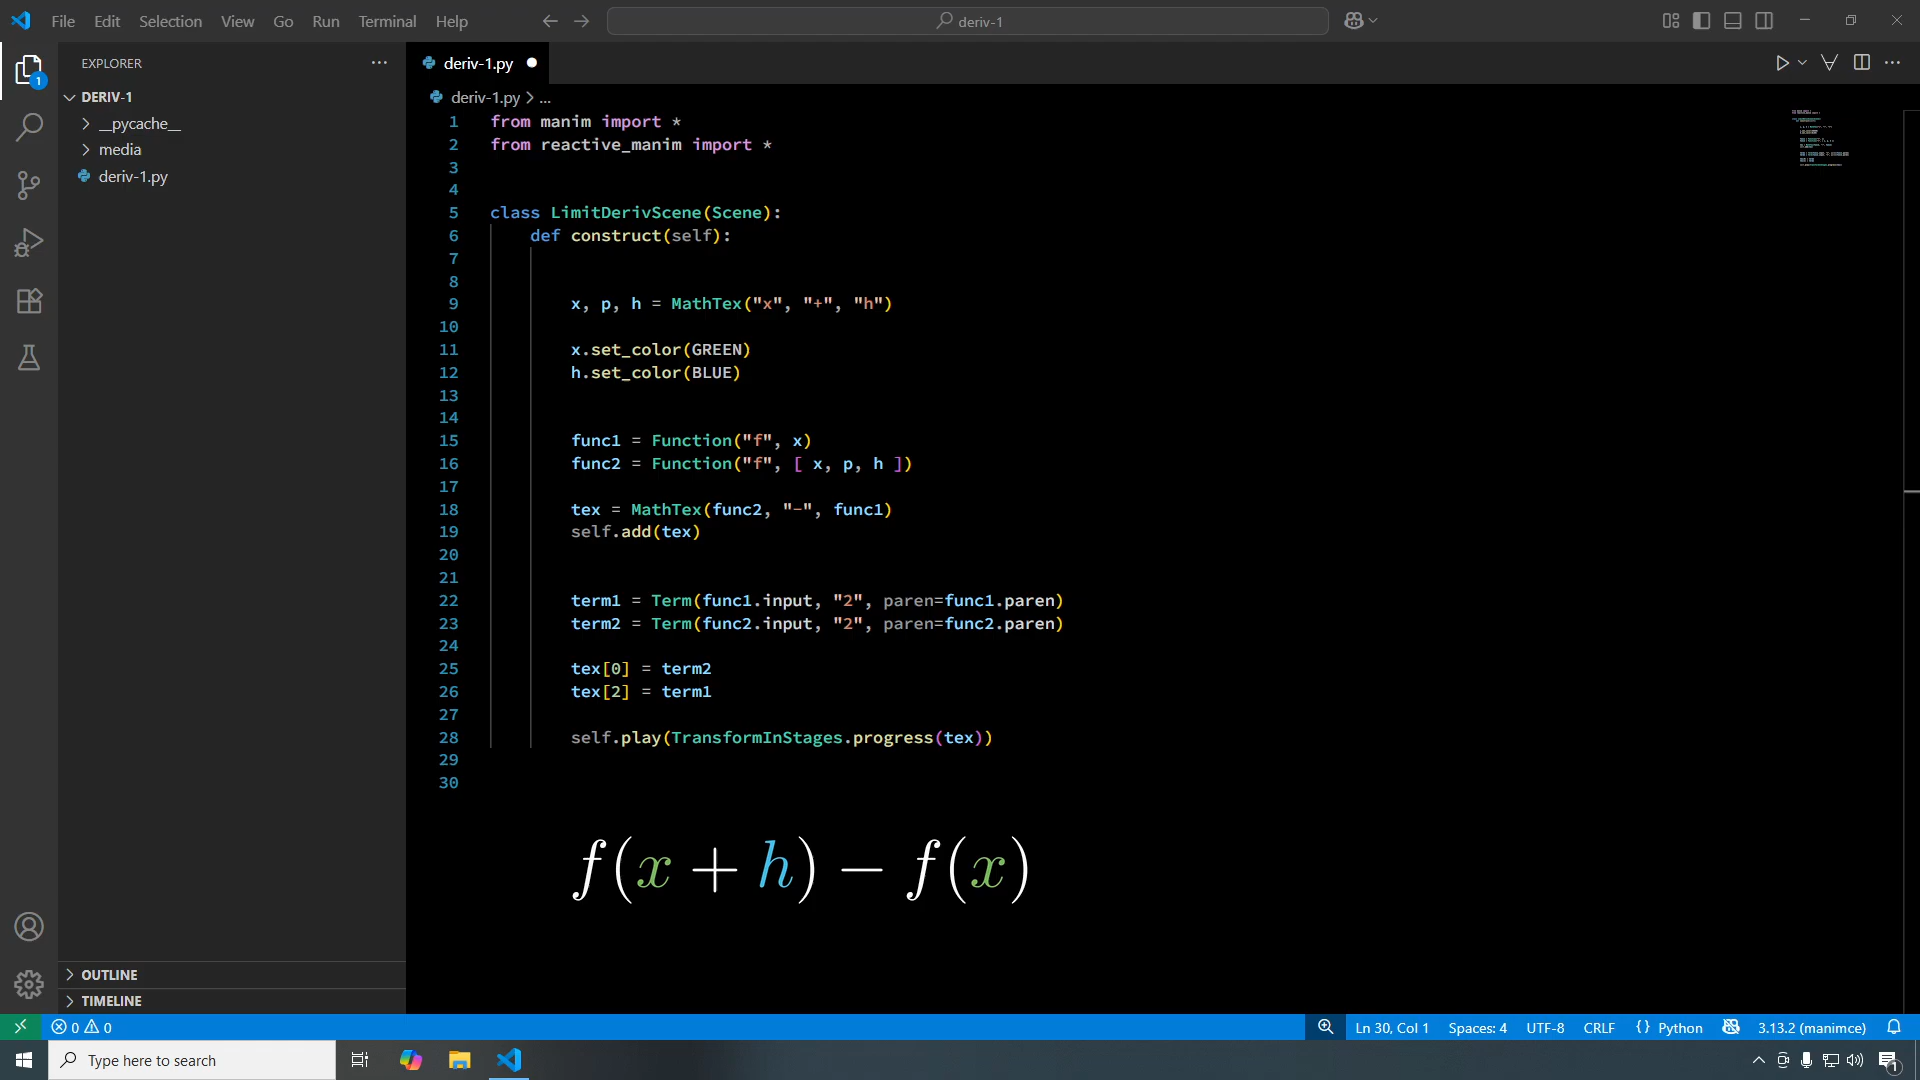 File Edit Selection View Go Run Terminal Help
deriv-1
EXPLORER
1
DERIV-1
__pycache__
media
deriv-1.py
OUTLINE
TIMELINE
deriv-1.py
deriv-1.py > ...
1 from manim import *
2 from reactive_manim import *
3
4
5 class LimitDerivScene(Scene):
6 def construct(self):
7
8
9 x, p, h = MathTex("x", "+", "h")
10
11 x.set_color(GREEN)
12 h.set_color(BLUE)
13
14
15 func1 = Function("f", x)
16 func2 = Function("f", [ x, p, h ])
17
18 tex = MathTex(func2, "-", func1)
19 self.add(tex)
20
21
22 term1 = Term(func1.input, "2", paren=func1.paren)
23 term2 = Term(func2.input, "2", paren=func2.paren)
24
25 tex[0] = term2
26 tex[2] = term1
27
28 self.play(TransformInStages.progress(tex))
29
30
f(x + h) − f(x)
0 0
Ln 30, Col 1 Spaces: 4 UTF-8 CRLF {} Python 3.13.2 (manimce)
Type here to search
1